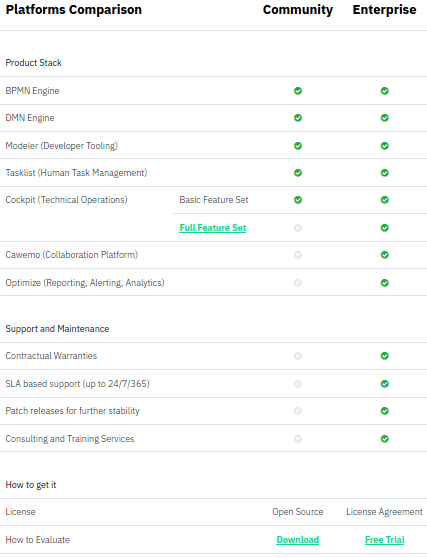 Platforms Comparison Community Enterprise
Product Stack
BPMN Engine
DMN Engine
Modeler (Developer Tooling)
Tasklist (Human Task Management)
Cockpit (Technical Operations) Basic Feature Set
Full Feature Set
Cawemo (Collaboration Platform)
Optimize (Reporting, Alerting, Analytics)
Support and Maintenance
Contractual Warranties
SLA based support (up to 24/7/365)
Patch releases for further stability
Consulting and Training Services
How to get it
License Open Source License Agreement
How to Evaluate Download Free Trial